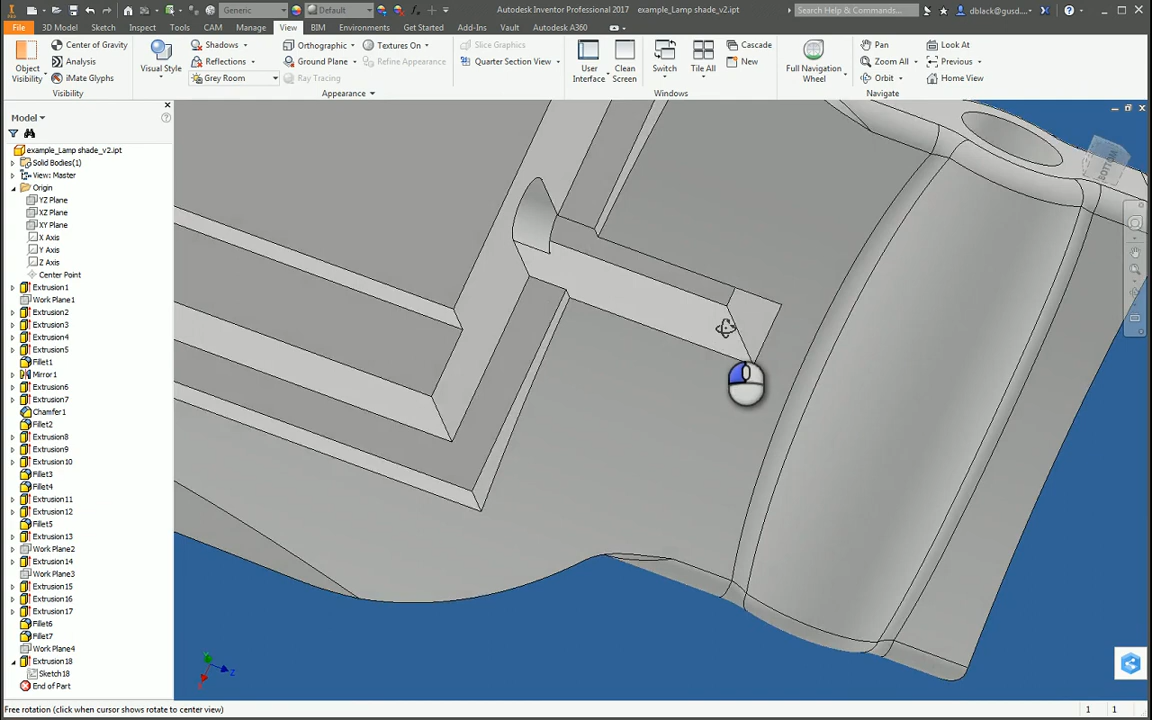 Generic
Default
Autodesk Inventor Professional 2017 example_Lamp shade_v2.ipt
Search Help & Commands...
dblack@gusd....
File 3D Model Sketch Inspect Tools CAM Manage View BIM Environments Get Started Add-Ins Vault Autodesk A360
Object
Visibility
Center of Gravity
Analysis
iMate Glyphs
Visibility
Visual Style
Shadows
Reflections
Grey Room
Orthographic
Ground Plane
Ray Tracing
Textures On
Refine Appearance
Appearance
Slice Graphics
Quarter Section View
User
Interface
Clean
Screen
Switch
Tile All
Cascade
New
Windows
Full Navigation
Wheel
Pan
Zoom All
Orbit
Look At
Previous
Home View
Navigate
Model
example_Lamp shade_v2.ipt
Solid Bodies(1)
View: Master
Origin
YZ Plane
XZ Plane
XY Plane
X Axis
Y Axis
Z Axis
Center Point
Extrusion1
Work Plane1
Extrusion2
Extrusion3
Extrusion4
Extrusion5
Fillet1
Mirror1
Extrusion6
Extrusion7
Chamfer1
Fillet2
Extrusion8
Extrusion9
Extrusion10
Fillet3
Fillet4
Extrusion11
Extrusion12
Fillet5
Extrusion13
Work Plane2
Extrusion14
Work Plane3
Extrusion15
Extrusion16
Extrusion17
Fillet6
Fillet7
Work Plane4
Extrusion18
Sketch18
End of Part
BOTTOM
Z
Free rotation (click when cursor shows rotate to center view)
1 1